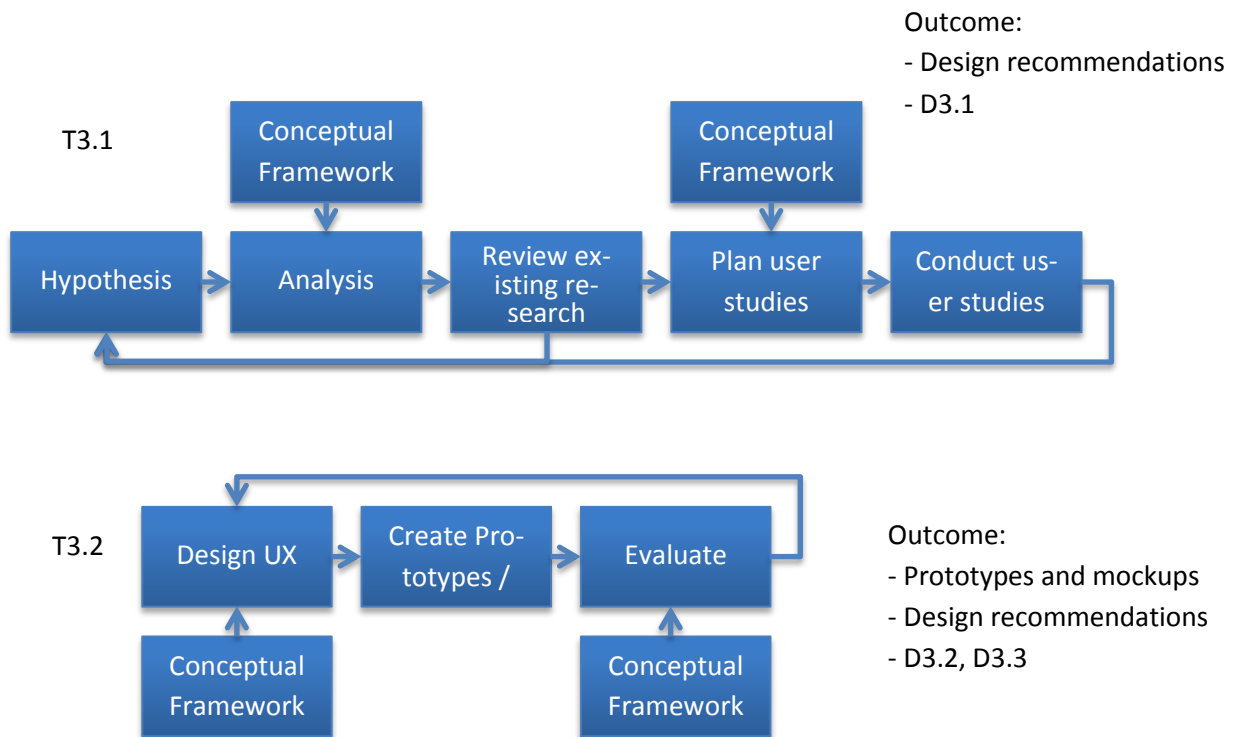 Outcome:
- Design recommendations
- D3.1
T3.1
Conceptual
Framework
Conceptual
Framework
Hypothesis
Analysis
Review ex-
isting re-
search
Plan user
studies
Conduct us-
er studies
T3.2
Design UX
Create Pro-
totypes /
Evaluate
Conceptual
Framework
Conceptual
Framework
Outcome:
- Prototypes and mockups
- Design recommendations
- D3.2, D3.3